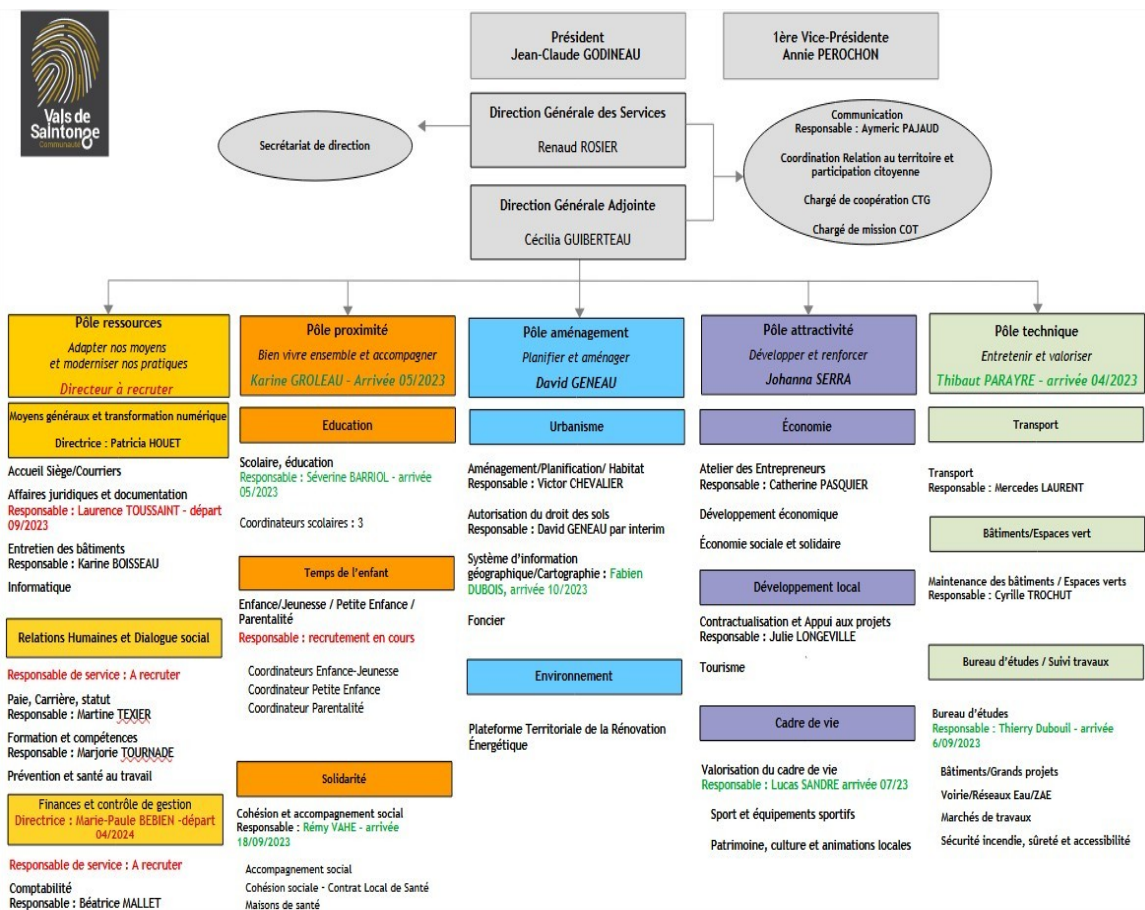 Vals de
Saintonge
Communauté
Président
Jean-Claude GODINEAU
1ère Vice-Présidente
Annie PEROCHON
Direction Générale des Services
Renaud ROSIER
Secrétariat de direction
Communication
Responsable : Aymeric PAJAUD
Coordination Relation au territoire et
participation citoyenne
Chargé de coopération CTG
Chargé de mission COT
Direction Générale Adjointe
Cécilia GUIBERTEAU
Pôle ressources
Adapter nos moyens
et moderniser nos pratiques
Directeur à recruter
Moyens généraux et transformation numérique
Directrice : Patricia HOUET
Accueil Siège/Courriers
Affaires juridiques et documentation
Responsable : Laurence TOUSSAINT - départ
09/2023
Entretien des bâtiments
Responsable : Karine BOISSEAU
Informatique
Relations Humaines et Dialogue social
Responsable de service : A recruter
Paie, Carrière, statut
Responsable : Martine TEXIER
Formation et compétences
Responsable : Marjorie TOURNADE
Prévention et santé au travail
Finances et contrôle de gestion
Directrice : Marie-Paule BEBIEN -départ
04/2024
Responsable de service : A recruter
Comptabilité
Responsable : Béatrice MALLET
Pôle proximité
Bien vivre ensemble et accompagner
Karine GROLEAU - Arrivée 05/2023
Education
Scolaire, éducation
Responsable : Séverine BARRIOL - arrivée
05/2023
Coordinateurs scolaires : 3
Temps de l'enfant
Enfance/Jeunesse / Petite Enfance /
Parentalité
Responsable : recrutement en cours
Coordinateurs Enfance-Jeunesse
Coordinateur Petite Enfance
Coordinateur Parentalité
Solidarité
Cohésion et accompagnement social
Responsable : Rémy VAHE - arrivée
18/09/2023
Accompagnement social
Cohésion sociale - Contrat Local de Santé
Maisons de santé
Pôle aménagement
Planifier et aménager
David GENEAU
Urbanisme
Aménagement/Planification/ Habitat
Responsable : Victor CHEVALIER
Autorisation du droit des sols
Responsable : David GENEAU par interim
Système d'information
géographique/Cartographie : Fabien
DUBOIS, arrivée 10/2023
Foncier
Environnement
Plateforme Territoriale de la Rénovation
Énergétique
Pôle attractivité
Développer et renforcer
Johanna SERRA
Économie
Atelier des Entrepreneurs
Responsable : Catherine PASQUIER
Développement économique
Économie sociale et solidaire
Développement local
Contractualisation et Appui aux projets
Responsable : Julie LONGEVILLE
Tourisme
Cadre de vie
Valorisation du cadre de vie
Responsable : Lucas SANDRE arrivée 07/23
Sport et équipements sportifs
Patrimoine, culture et animations locales
Pôle technique
Entretenir et valoriser
Thibaut PARAYRE - arrivée 04/2023
Transport
Transport
Responsable : Mercedes LAURENT
Bâtiments/Espaces vert
Maintenance des bâtiments / Espaces verts
Responsable : Cyrille TROCHUT
Bureau d'études / Suivi travaux
Bureau d'études
Responsable : Thierry Dubouil - arrivée
6/09/2023
Bâtiments/Grands projets
Voirie/Réseaux Eau/ZAE
Marchés de travaux
Sécurité incendie, sûreté et accessibilité